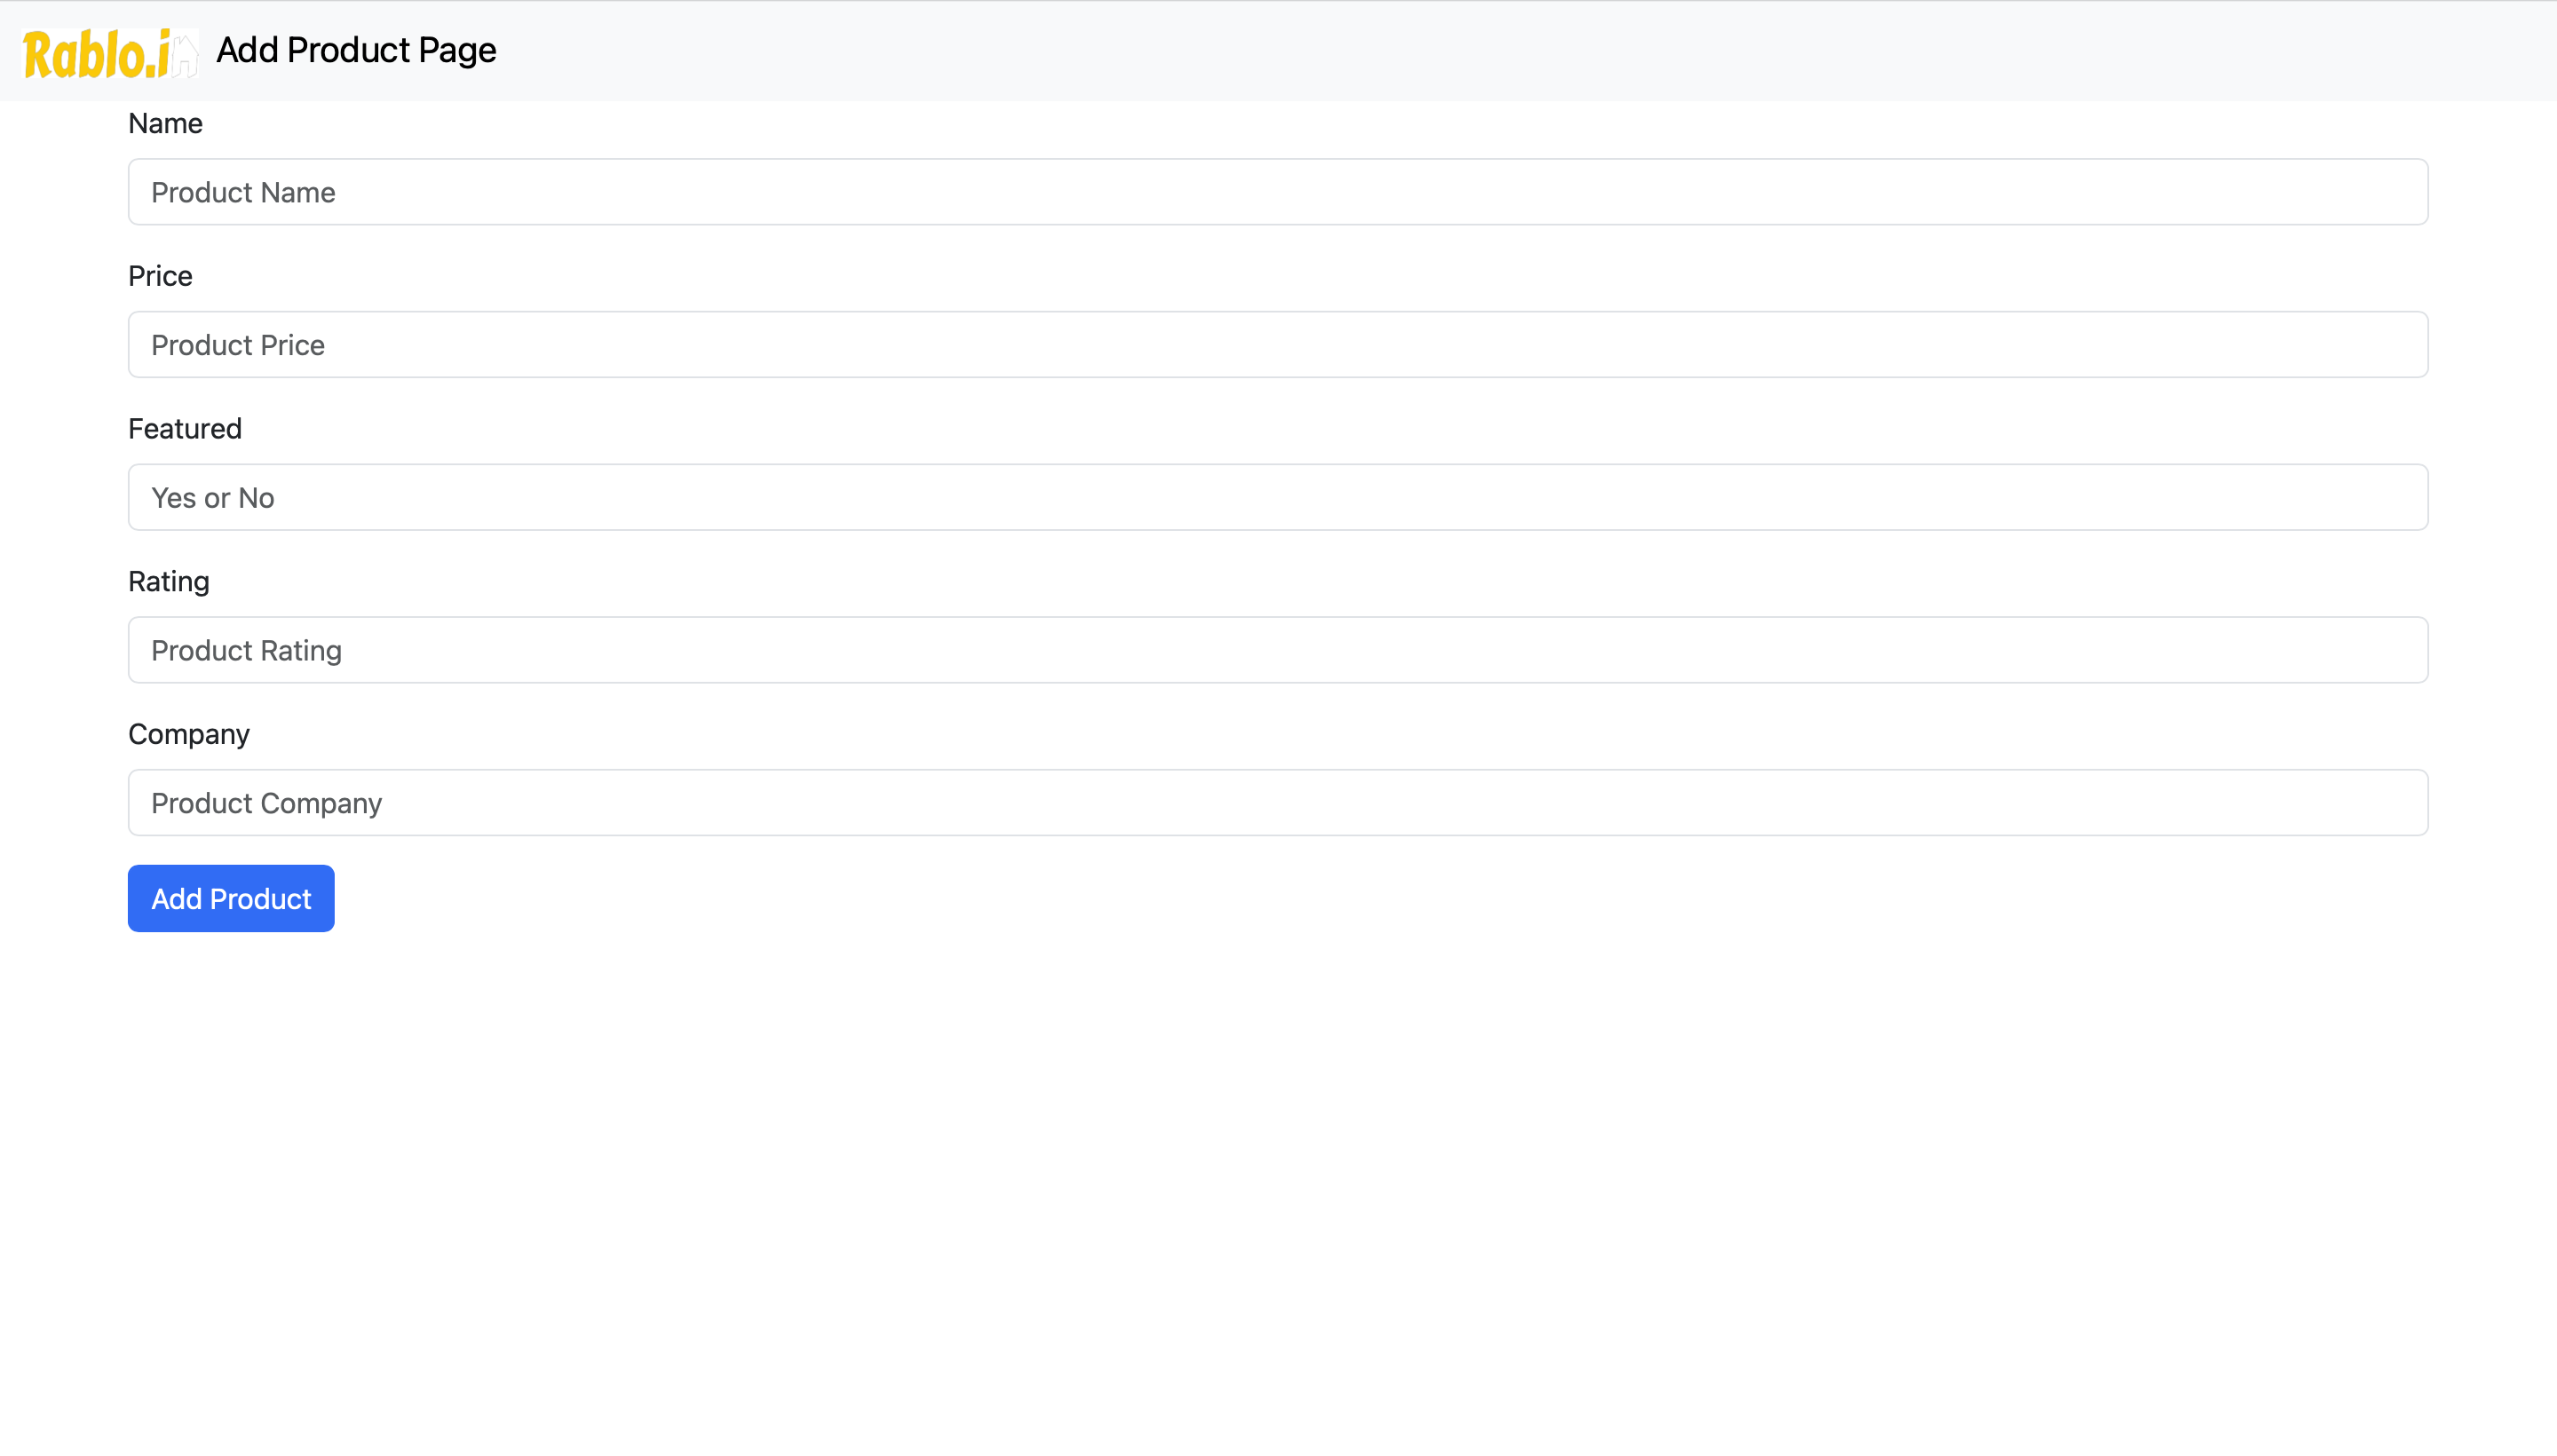 Rablo.in
Add Product Page
Name
Product Name
Price
Product Price
Featured
Yes or No
Rating
Product Rating
Company
Product Company
Add Product